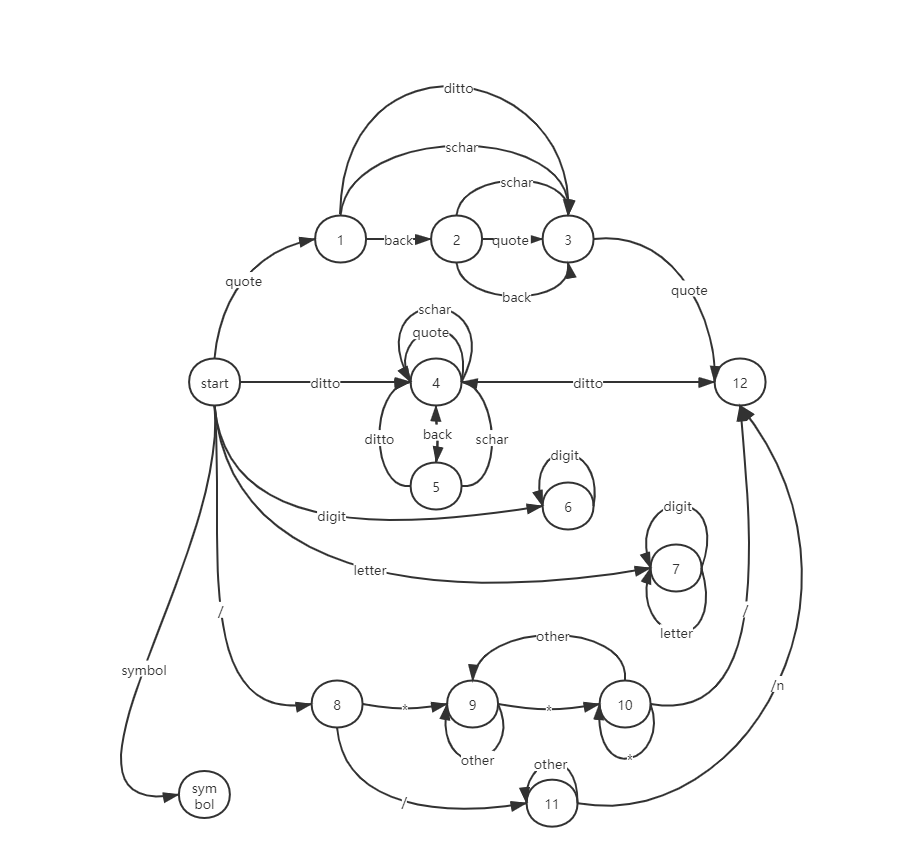 ditto
schar
schar
1
back
2
quote
3
quote
back
quote
schar
quote
start
ditto
4
ditto
12
ditto
back
schar
5
digit
6
digit
digit
7
letter
letter
/
/
other
symbol
/n
8
*
9
*
10
other
*
other
sym
bol
/
11